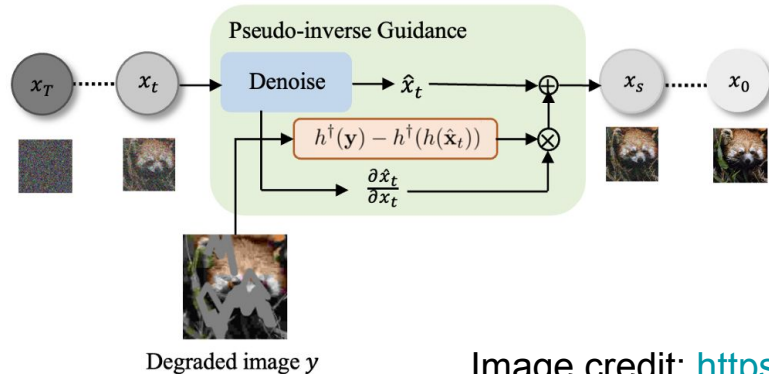 Pseudo-inverse Guidance
x_T
x_t
Denoise
x̂_t
⊕
x_s
x_0
h†(y) − h†(h(x̂_t))
⊗
∂x̂_t/∂x_t
Degraded image y
Image credit: https